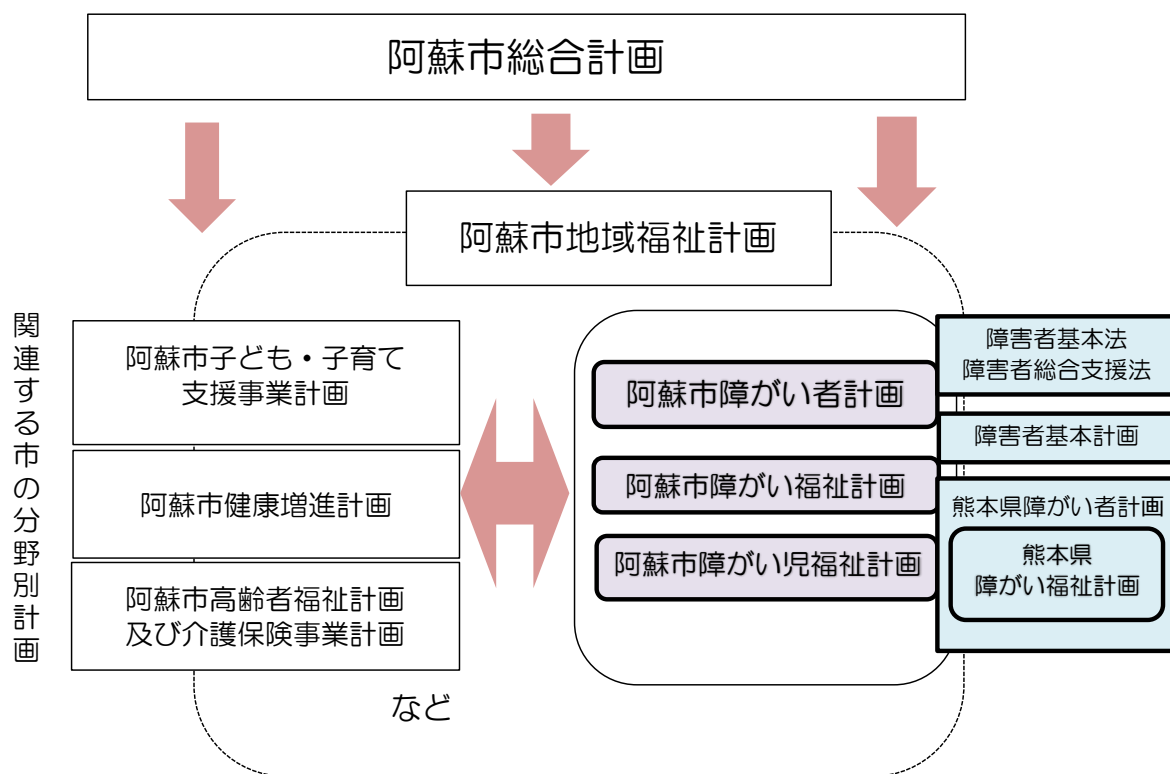 阿蘇市総合計画
阿蘇市地域福祉計画
関連する市の分野別計画
阿蘇市子ども・子育て
支援事業計画
阿蘇市健康増進計画
阿蘇市高齢者福祉計画
及び介護保険事業計画
など
阿蘇市障がい者計画
阿蘇市障がい福祉計画
阿蘇市障がい児福祉計画
障害者基本法
障害者総合支援法
障害者基本計画
熊本県障がい者計画
熊本県
障がい福祉計画